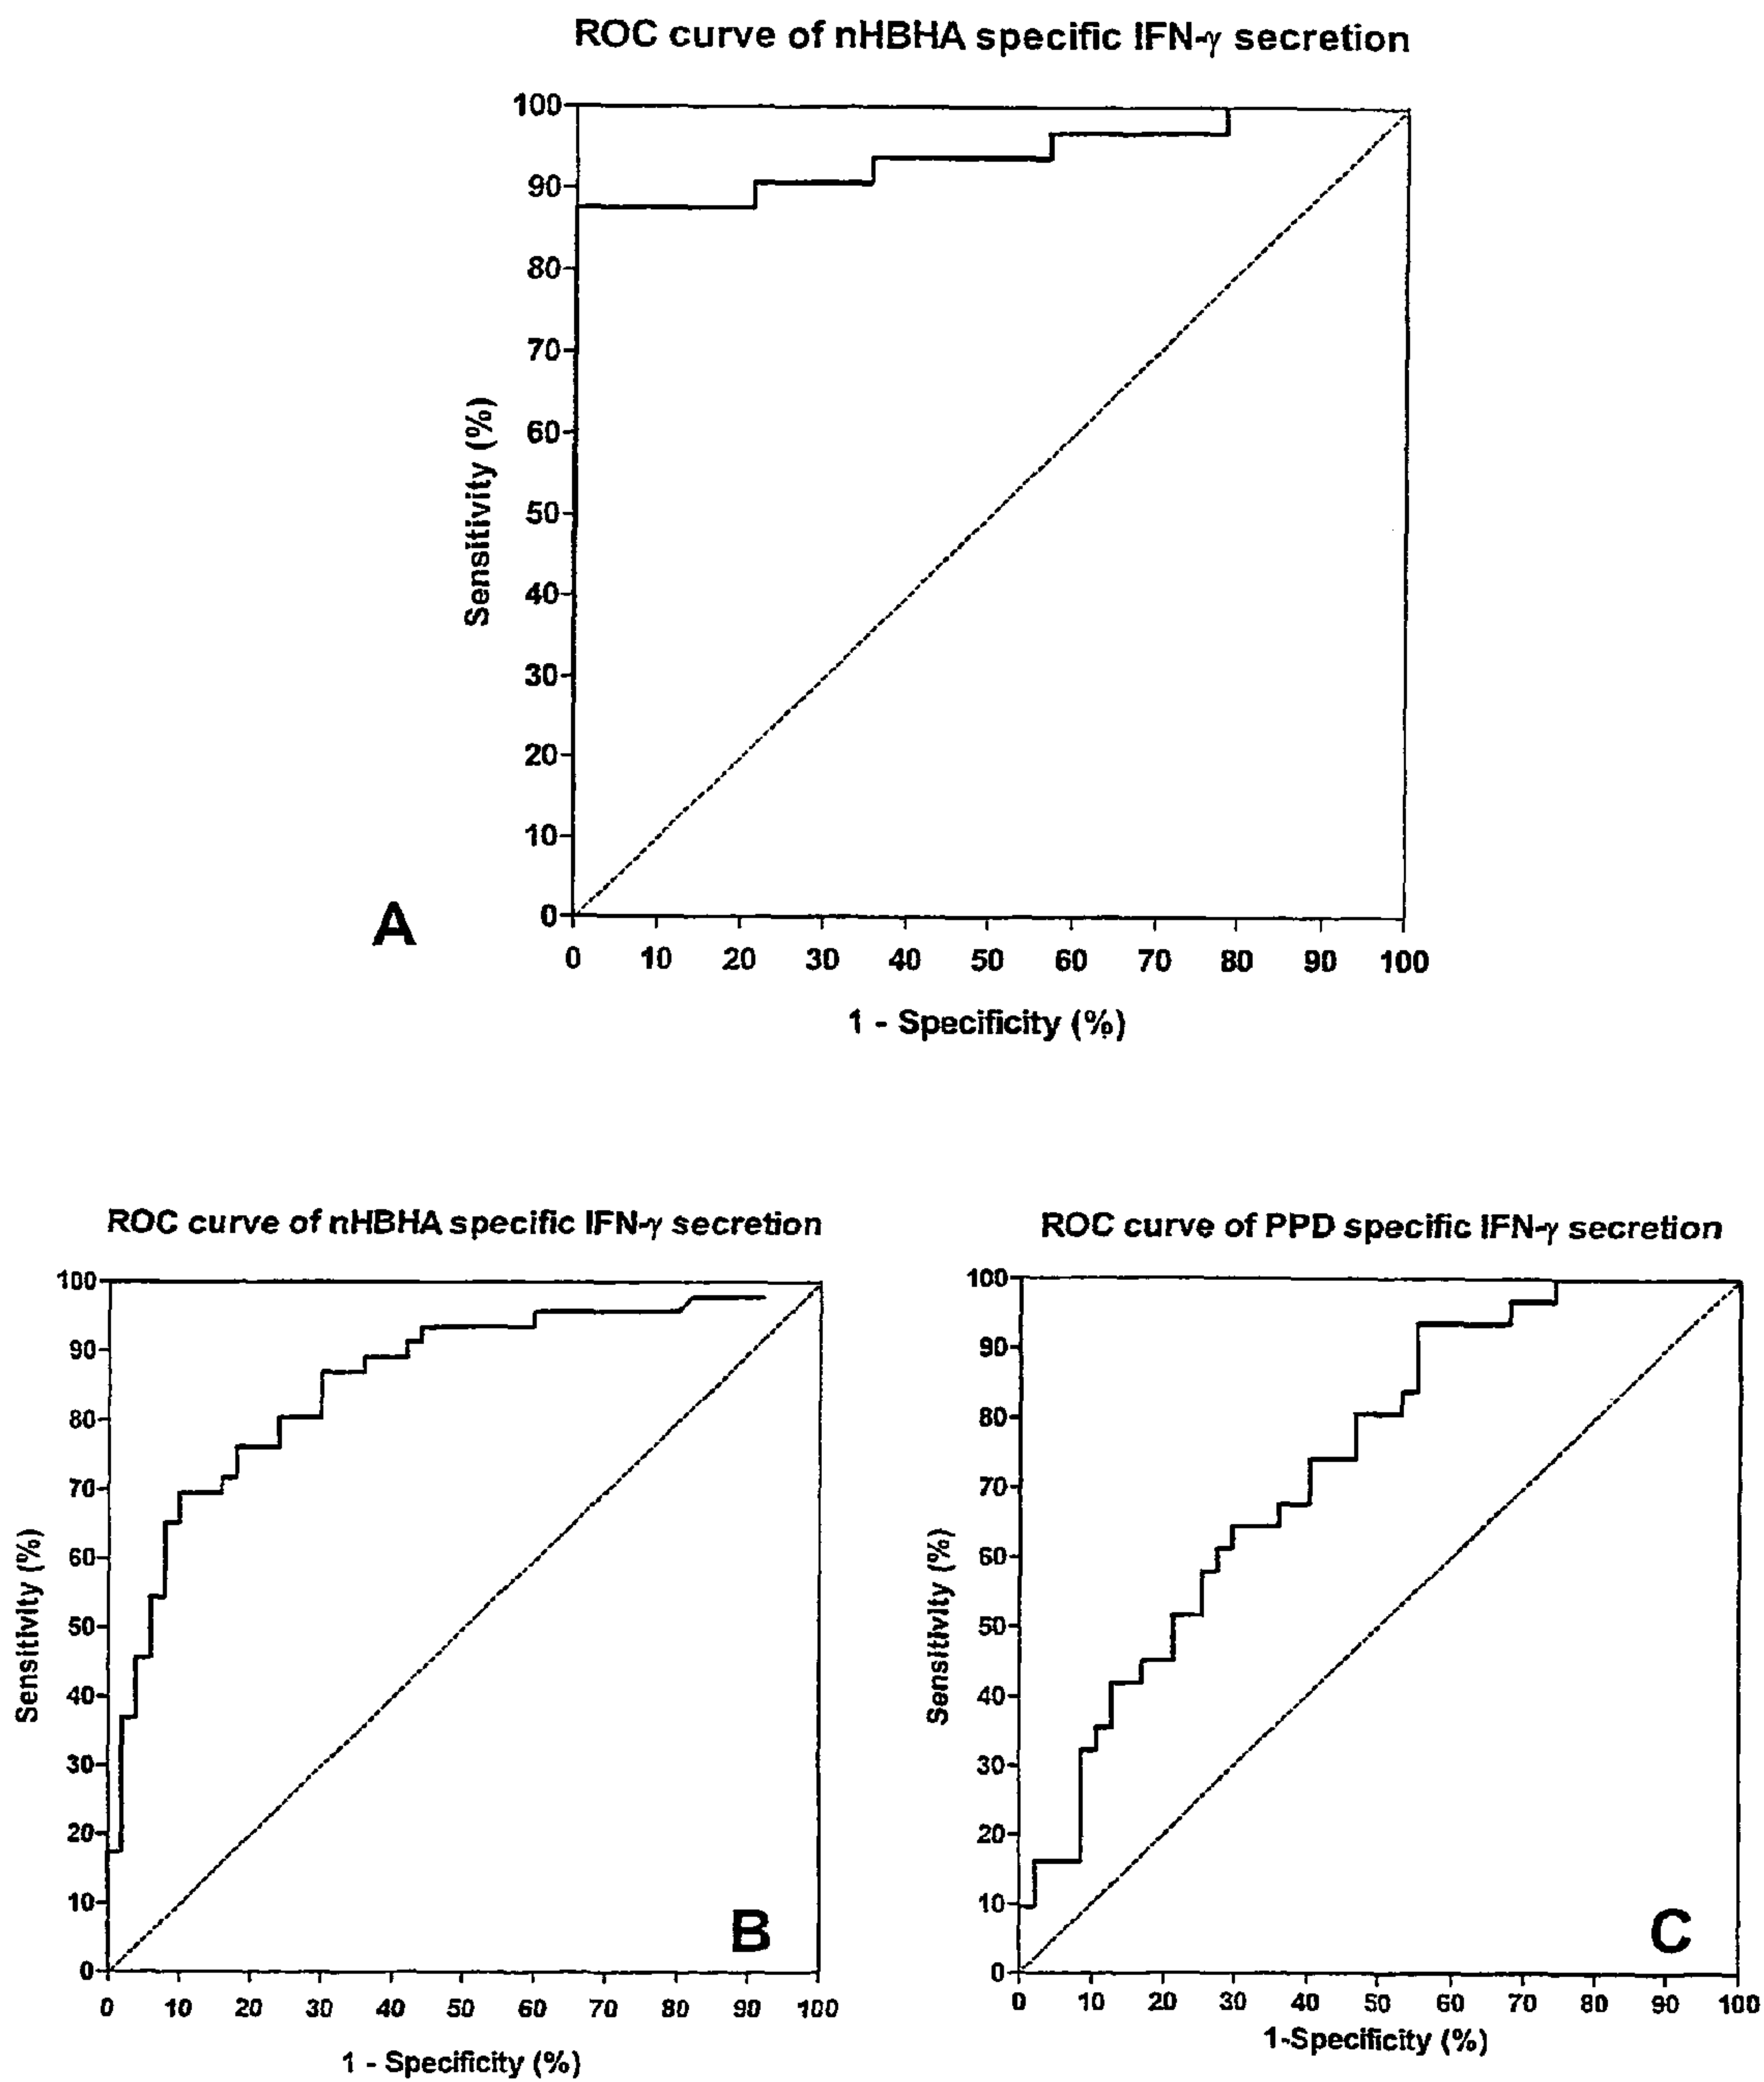 ROC curve of nHBHA specific IFN-γ secretion
100
90
80
70
60
50
40
30
20
10
0
Sensitivity (%)
A
0 10 20 30 40 50 60 70 80 90 100
1 - Specificity (%)
ROC curve of nHBHA specific IFN-γ secretion
100
90
80
70
60
50
40
30
20
10
0
Sensitivity (%)
B
0 10 20 30 40 50 60 70 80 90 100
1 - Specificity (%)
ROC curve of PPD specific IFN-γ secretion
100
90
80
70
60
50
40
30
20
10
0
Sensitivity (%)
C
0 10 20 30 40 50 60 70 80 90 100
1-Specificity (%)